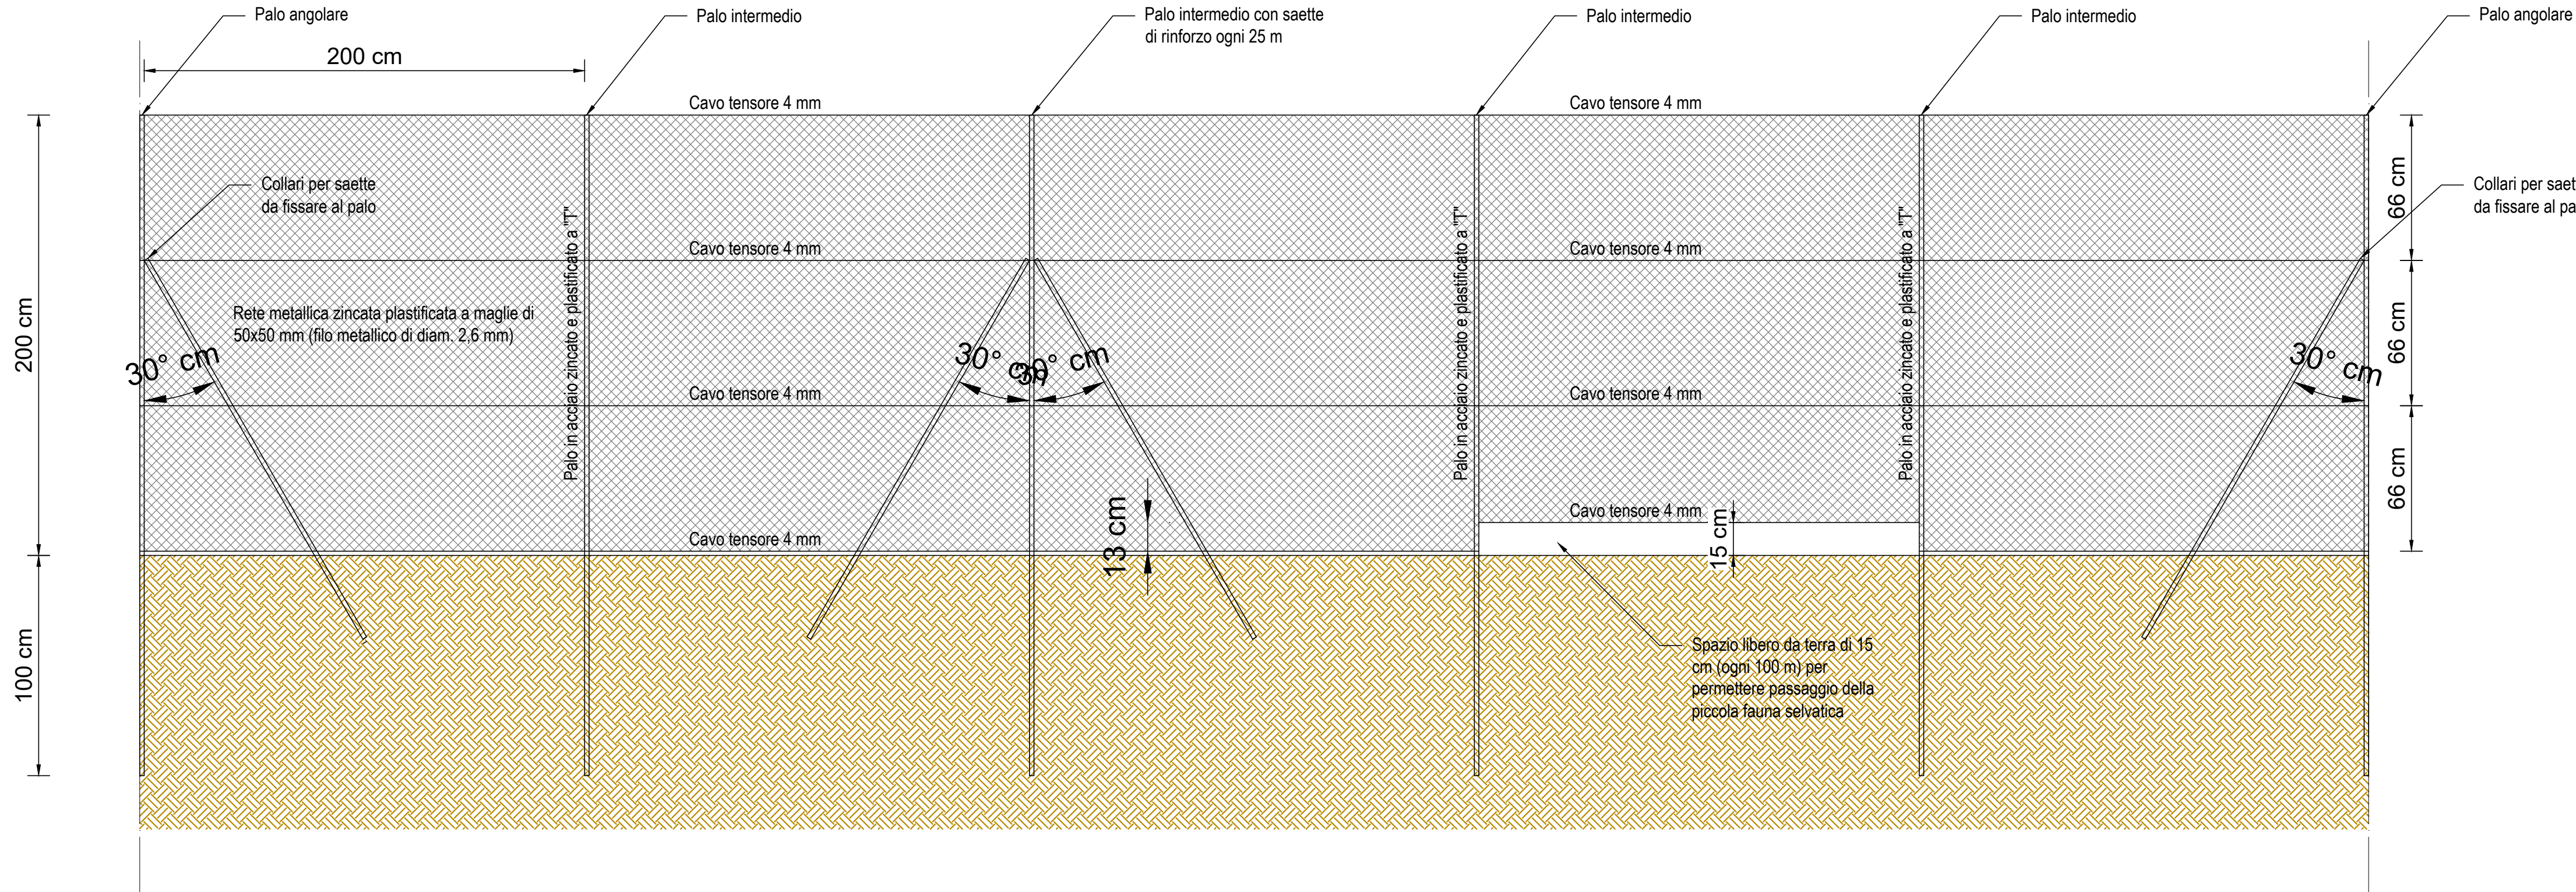 Palo angolare
Palo intermedio
Palo intermedio con saette
di rinforzo ogni 25 m
Palo intermedio
Palo intermedio
Palo angolare
200 cm
Cavo tensore 4 mm
Cavo tensore 4 mm
Collari per saette
da fissare al palo
66 cm
Collari per saet
da fissare al pa
Palo in acciaio zincato e plastificato a "T"
Palo in acciaio zincato e plastificato a "T"
Palo in acciaio zincato e plastificato a "T"
Cavo tensore 4 mm
Cavo tensore 4 mm
200 cm
Rete metallica zincata plastificata a maglie di
50x50 mm (filo metallico di diam. 2,6 mm)
66 cm
30° cm
30° cm
30° cm
30° cm
Cavo tensore 4 mm
Cavo tensore 4 mm
66 cm
Cavo tensore 4 mm
Cavo tensore 4 mm
13 cm
15 cm
100 cm
Spazio libero da terra di 15
cm (ogni 100 m) per
permettere passaggio della
piccola fauna selvatica